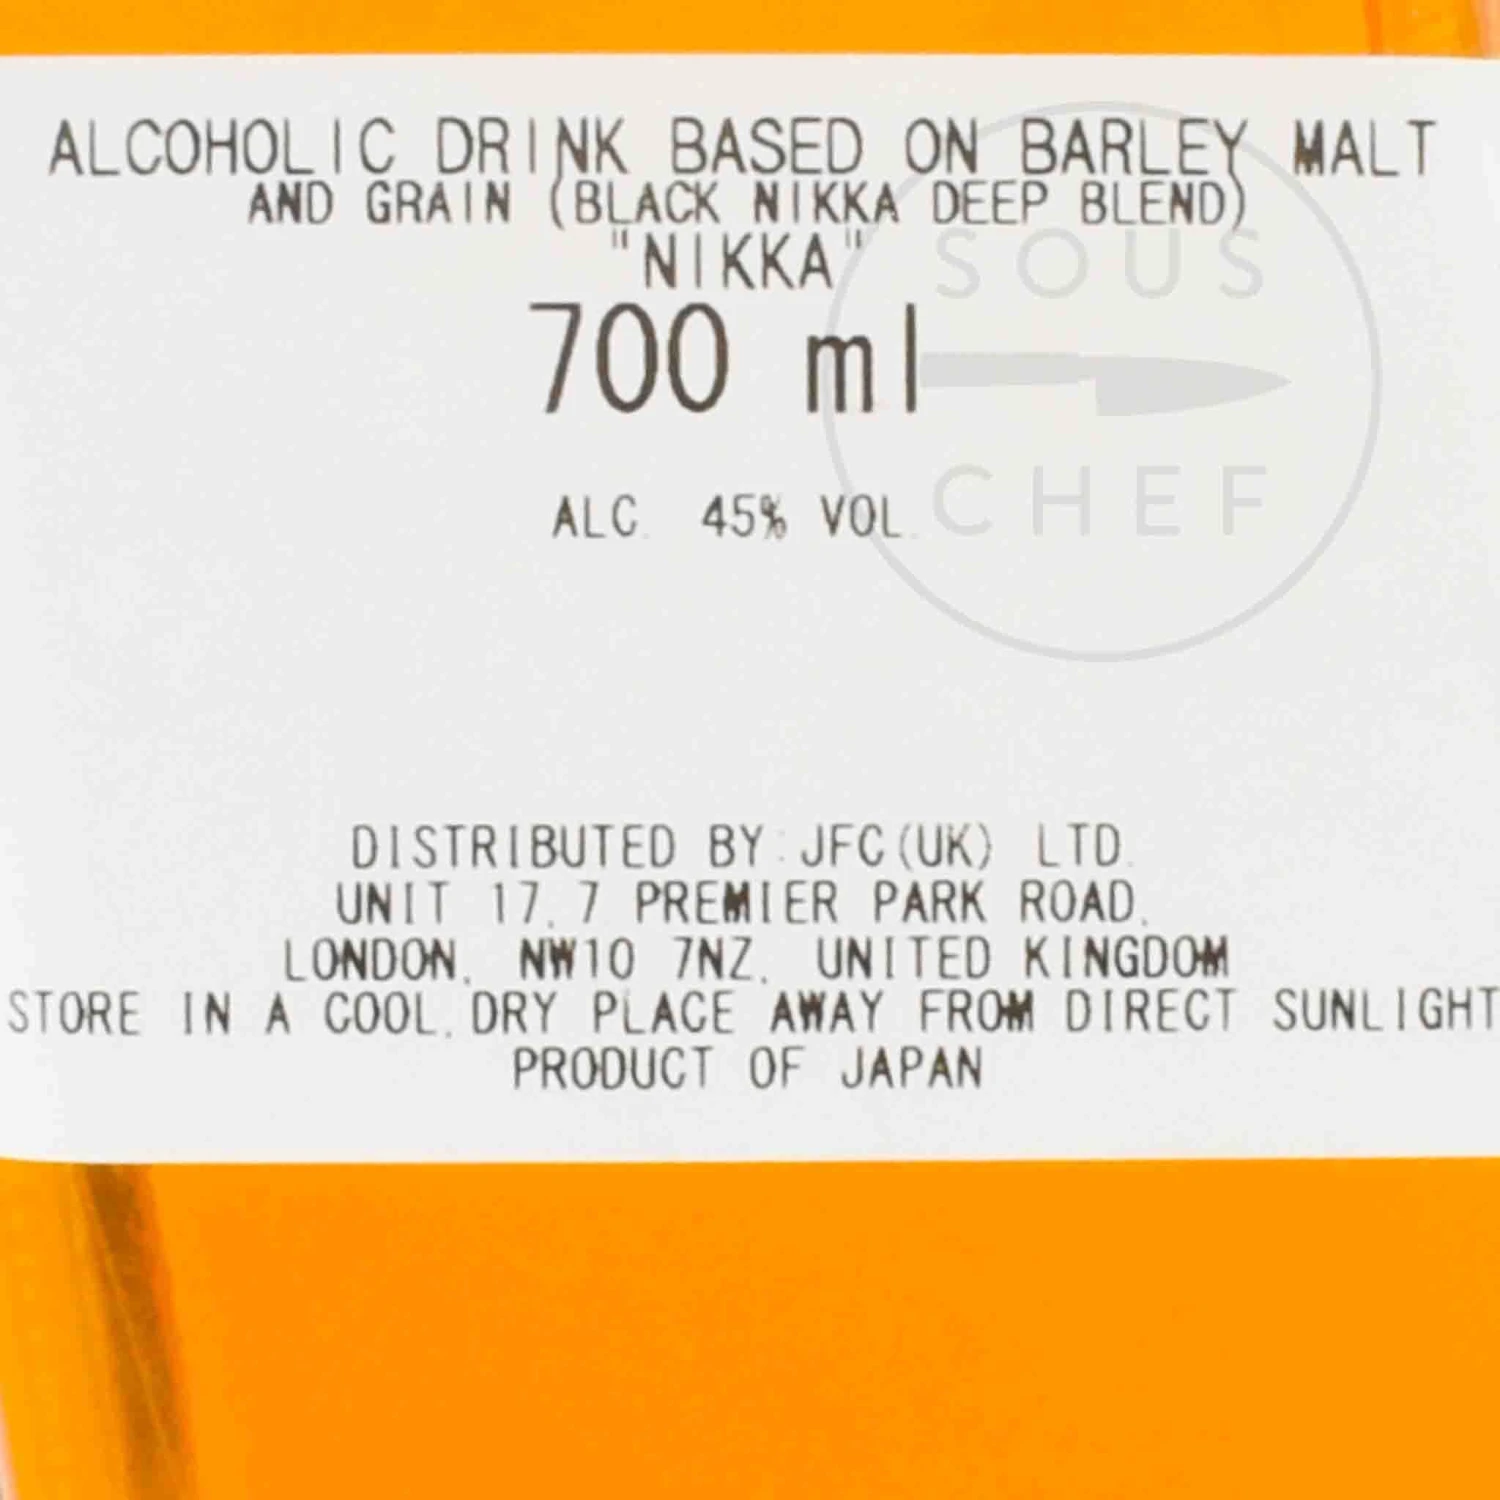 ALCOHOLIC DRINK BASED ON BARLEY MALT
AND GRAIN (BLACK NIKKA DEEP BLEND)
"NIKKA"
700 ml
SOUS
CHEF
ALC. 45% VOL.
DISTRIBUTED BY:JFC(UK) LTD.
UNIT 17, 7 PREMIER PARK ROAD,
LONDON, NW10 7NZ, UNITED KINGDOM
STORE IN A COOL,DRY PLACE AWAY FROM DIRECT SUNLIGHT
PRODUCT OF JAPAN